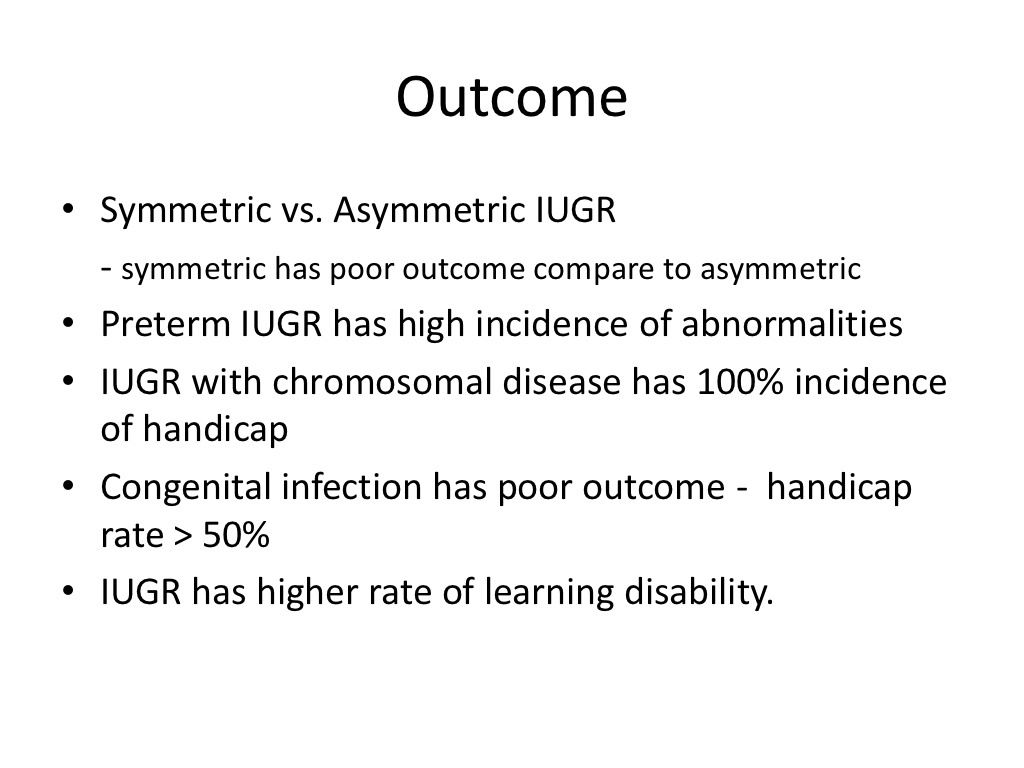 Outcome
• Symmetric vs. Asymmetric IUGR
- symmetric has poor outcome compare to asymmetric
• Preterm IUGR has high incidence of abnormalities
• IUGR with chromosomal disease has 100% incidence
of handicap
• Congenital infection has poor outcome -  handicap
rate > 50%
• IUGR has higher rate of learning disability.